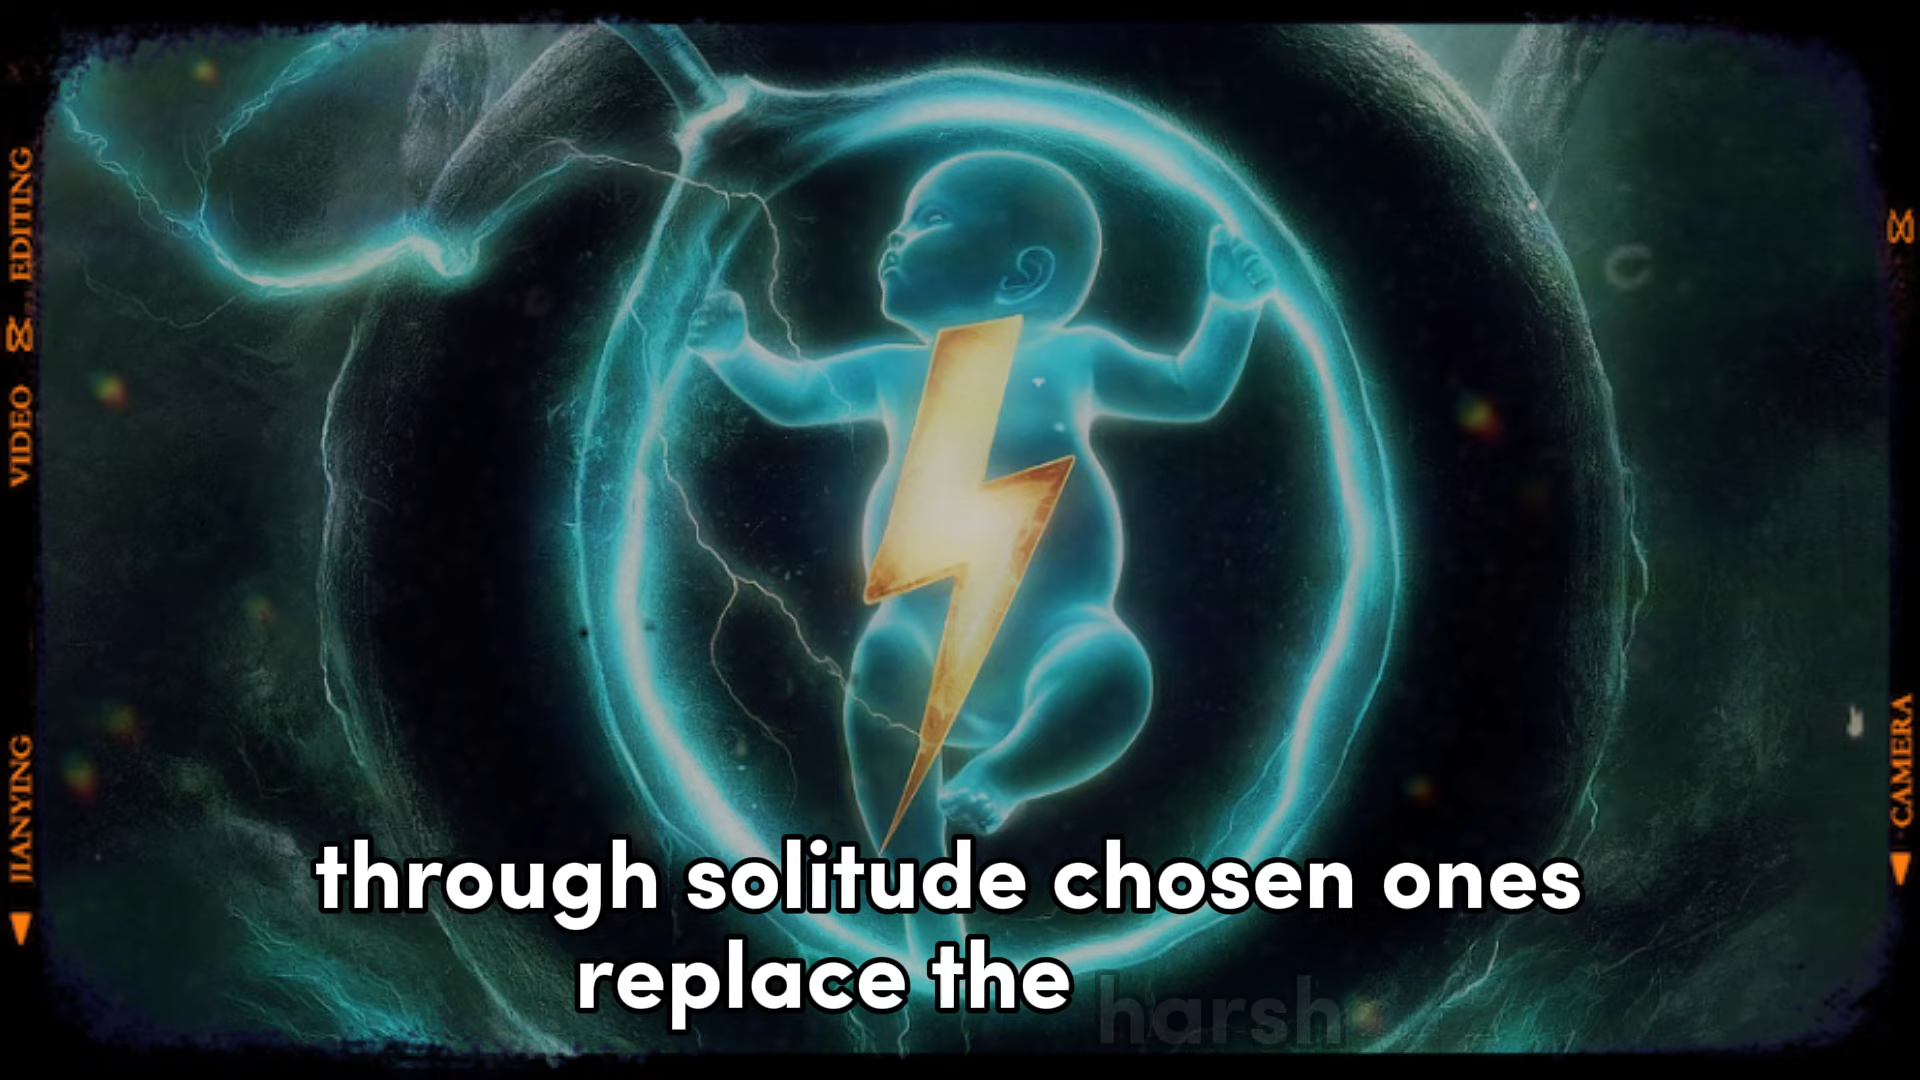 through solitude chosen ones
replace the harsh
VIDEO EDITING
JIANYING
CAMERA